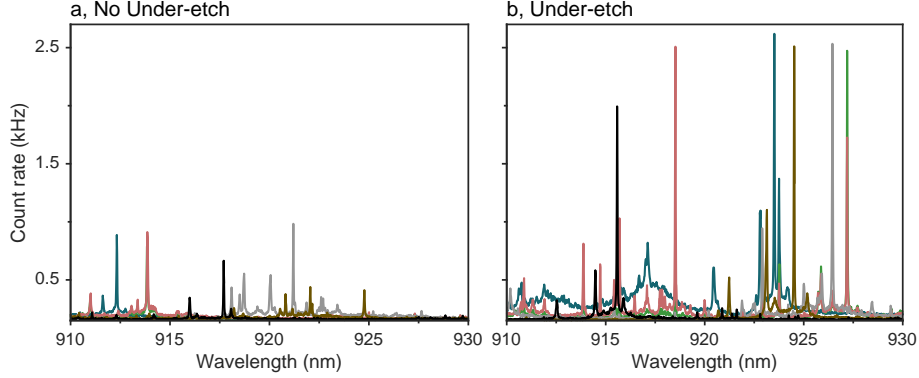 a, No Under-etch
b, Under-etch
Count rate (kHz)
2.5
1.5
0.5
910 915 920 925 930
910 915 920 925 930
Wavelength (nm)
Wavelength (nm)